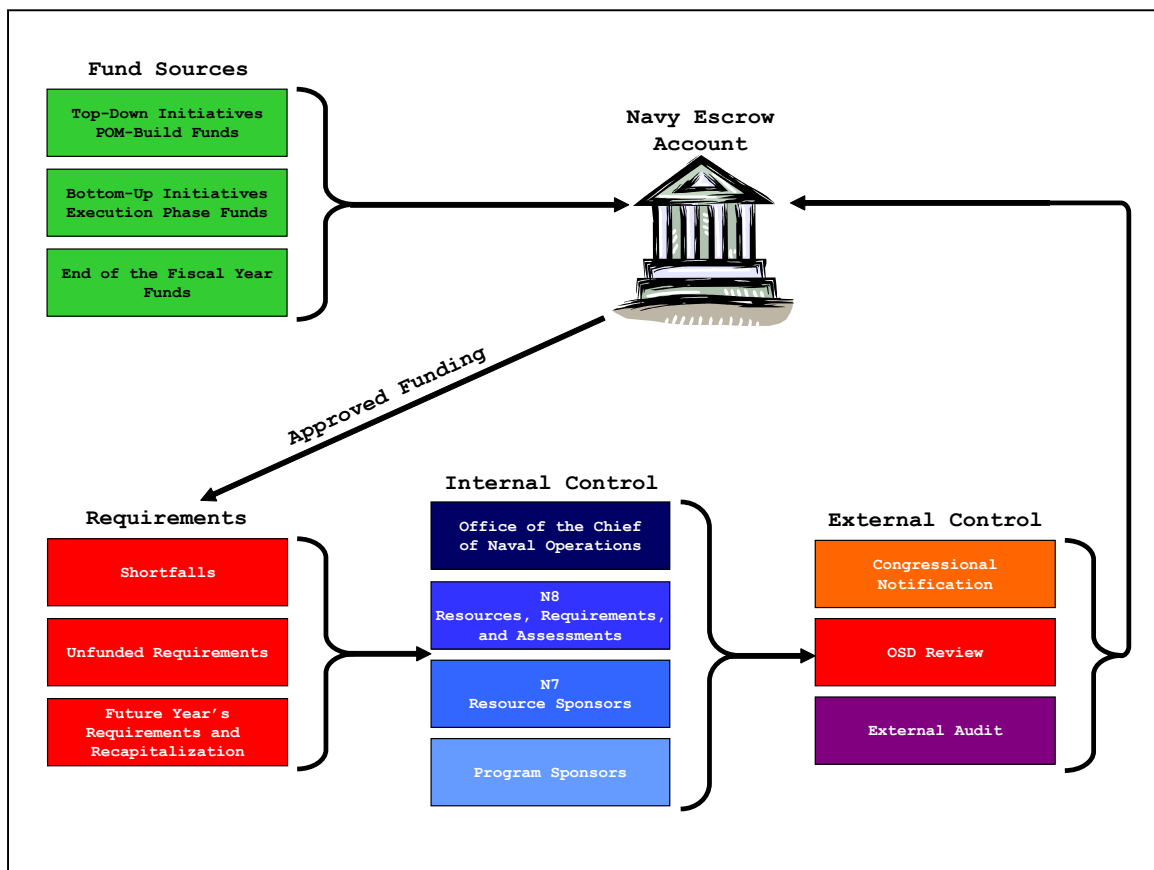 Fund Sources
Top-Down Initiatives
POM-Build Funds
Bottom-Up Initiatives
Execution Phase Funds
End of the Fiscal Year
Funds
Navy Escrow
Account
Approved Funding
Requirements
Shortfalls
Unfunded Requirements
Future Year’s
Requirements and
Recapitalization
Internal Control
Office of the Chief
of Naval Operations
N8
Resources, Requirements,
and Assessments
N7
Resource Sponsors
Program Sponsors
External Control
Congressional
Notification
OSD Review
External Audit